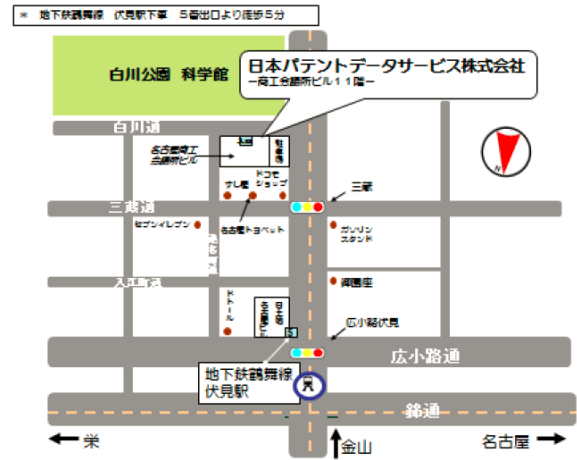 ＊ 地下鉄鶴舞線 伏見駅下車 5番出口より徒歩5分
白川公園 科学館
日本パテントデータサービス株式会社
－商工会議所ビル１１階－
白川通
名古屋商工
会議所ビル
駐車場
すし屋
ドコモ
ショップ
N
三蔵
三蔵通
セブンイレブン
名古屋トヨペット
ガソリン
スタンド
入江町通
御園座
ドトール
5
広小路伏見
広小路通
地下鉄鶴舞線
伏見駅
錦通
栄
金山
名古屋